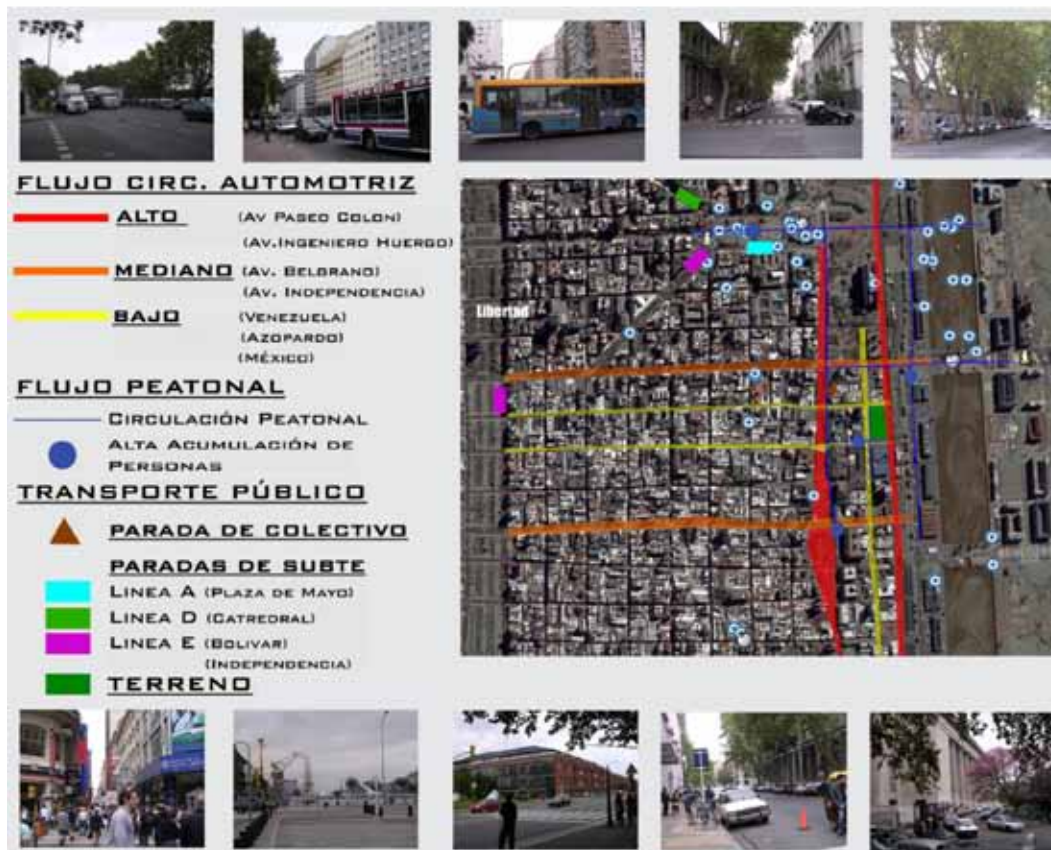 FLUJO CIRC. AUTOMOTRIZ
ALTO (AV PASEO COLON)
(AV.INGENIERO HUERGO)
MEDIANO (AV. BELGRANO)
(AV. INDEPENDENCIA)
BAJO (VENEZUELA)
(AZOPARDO)
(MÉXICO)
FLUJO PEATONAL
CIRCULACIÓN PEATONAL
ALTA ACUMULACIÓN DE
PERSONAS
TRANSPORTE PÚBLICO
PARADA DE COLECTIVO
PARADAS DE SUBTE
LINEA A (PLAZA DE MAYO)
LINEA D (CATREDRAL)
LINEA E (BOLIVAR)
(INDEPENDENCIA)
TERRENO
Libertad